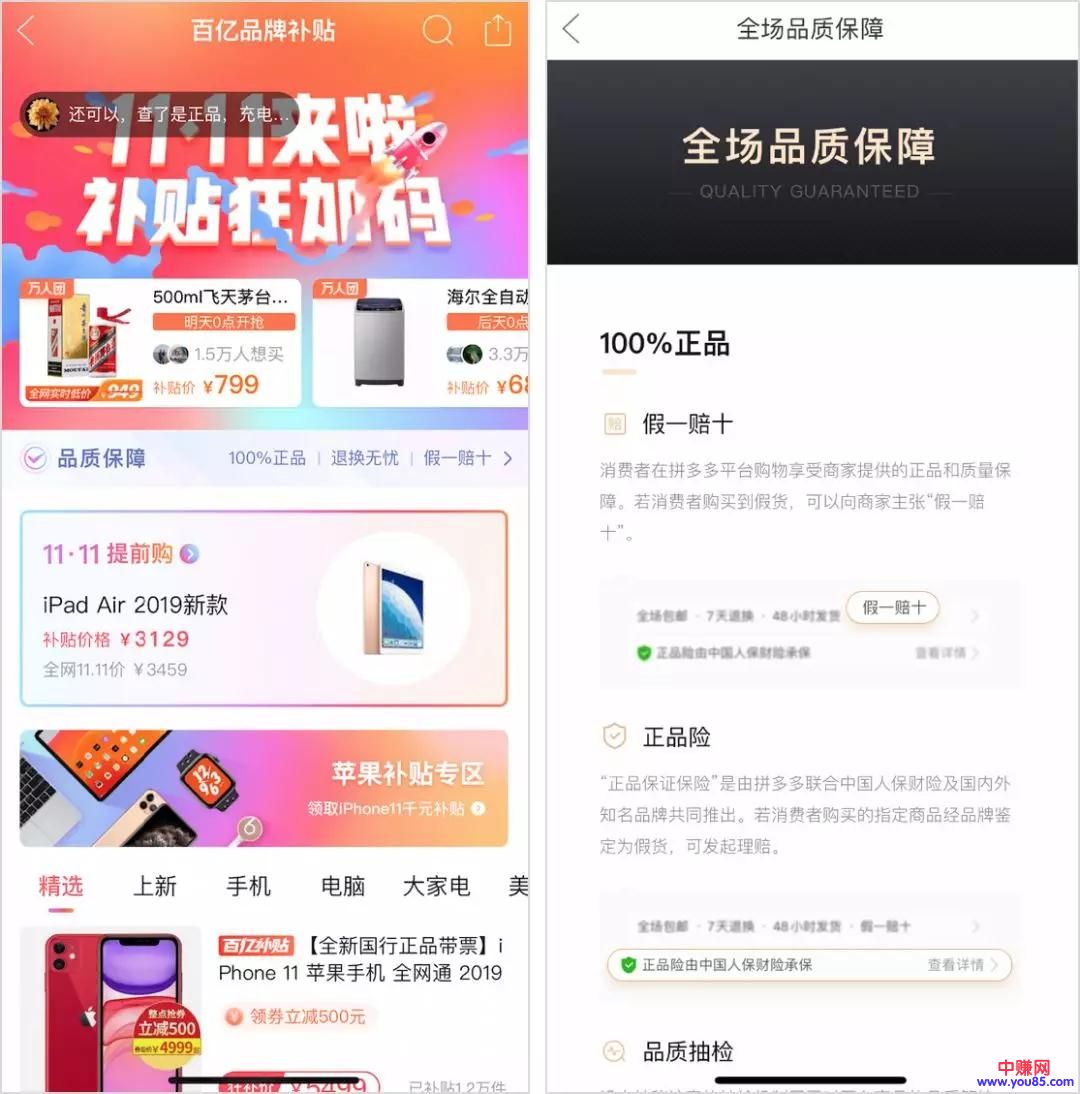 百亿品牌补贴
还可以，查了是正品，充电...
11·11来啦
补贴狂加码
万人团
500ml飞天茅台...
明天0点开抢
1.5万人想买
全网实时低价 ¥949
补贴价 ¥799
万人团
海尔全自动
后天0点
3.3万
补贴价 ¥68
品质保障
100%正品 | 退换无忧 | 假一赔十
11·11 提前购
iPad Air 2019新款
补贴价格 ¥3129
全网11.11价 ¥3459
苹果补贴专区
领取iPhone11千元补贴
精选 上新 手机 电脑 大家电 美
百亿补贴 【全新国行正品带票】i
Phone 11 苹果手机 全网通 2019
领券立减500元
整点抢券
立减500
¥4999起
¥5499
已补贴1.2万件
全场品质保障
全场品质保障
QUALITY GUARANTEED
100%正品
赔 假一赔十
消费者在拼多多平台购物享受商家提供的正品和质量保
障。若消费者购买到假货，可以向商家主张“假一赔
十”。
全场包邮 · 7天退换 · 48小时发货
假一赔十
正品险由中国人保财险承保
查看详情
正品险
“正品保证保险”是由拼多多联合中国人保财险及国内外
知名品牌共同推出。若消费者购买的指定商品经品牌鉴
定为假货，可发起理赔。
全场包邮 · 7天退换 · 48小时发货 · 假一赔十
正品险由中国人保财险承保
查看详情
品质抽检
中赚网
www.you85.com